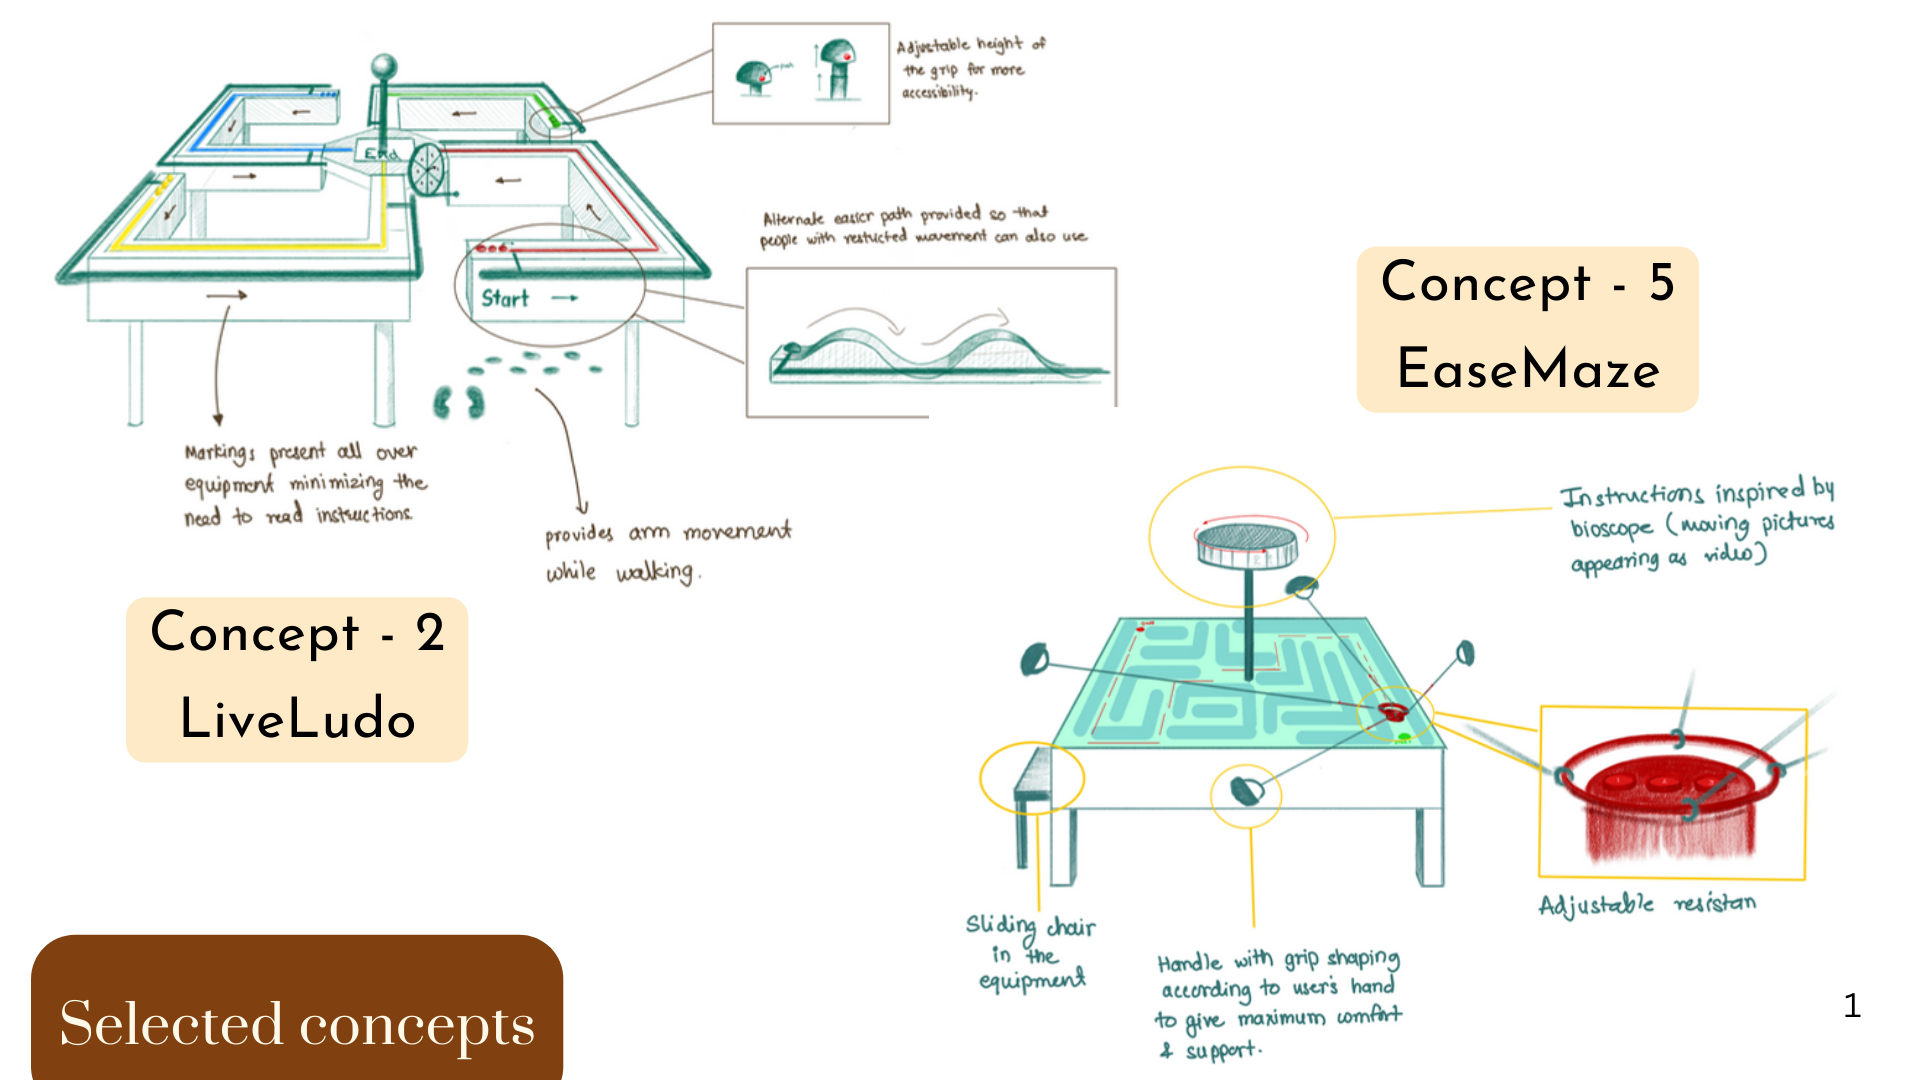 Adjustable height of
the grip for more
accessibility.
path
End
Alternate easier path provided so that
people with restucted movement can also use
Start
Markings present all over
equipment minimizing the
need to read instructions.
provides arm movement
while walking.
Concept - 2
LiveLudo
Concept - 5
EaseMaze
Instructions inspired by
bioscope (moving pictures
appearing as video)
Adjustable resistan
Sliding chair
in the
equipment
Handle with grip shaping
according to user's hand
to give maximum comfort
& support.
Selected concepts
1